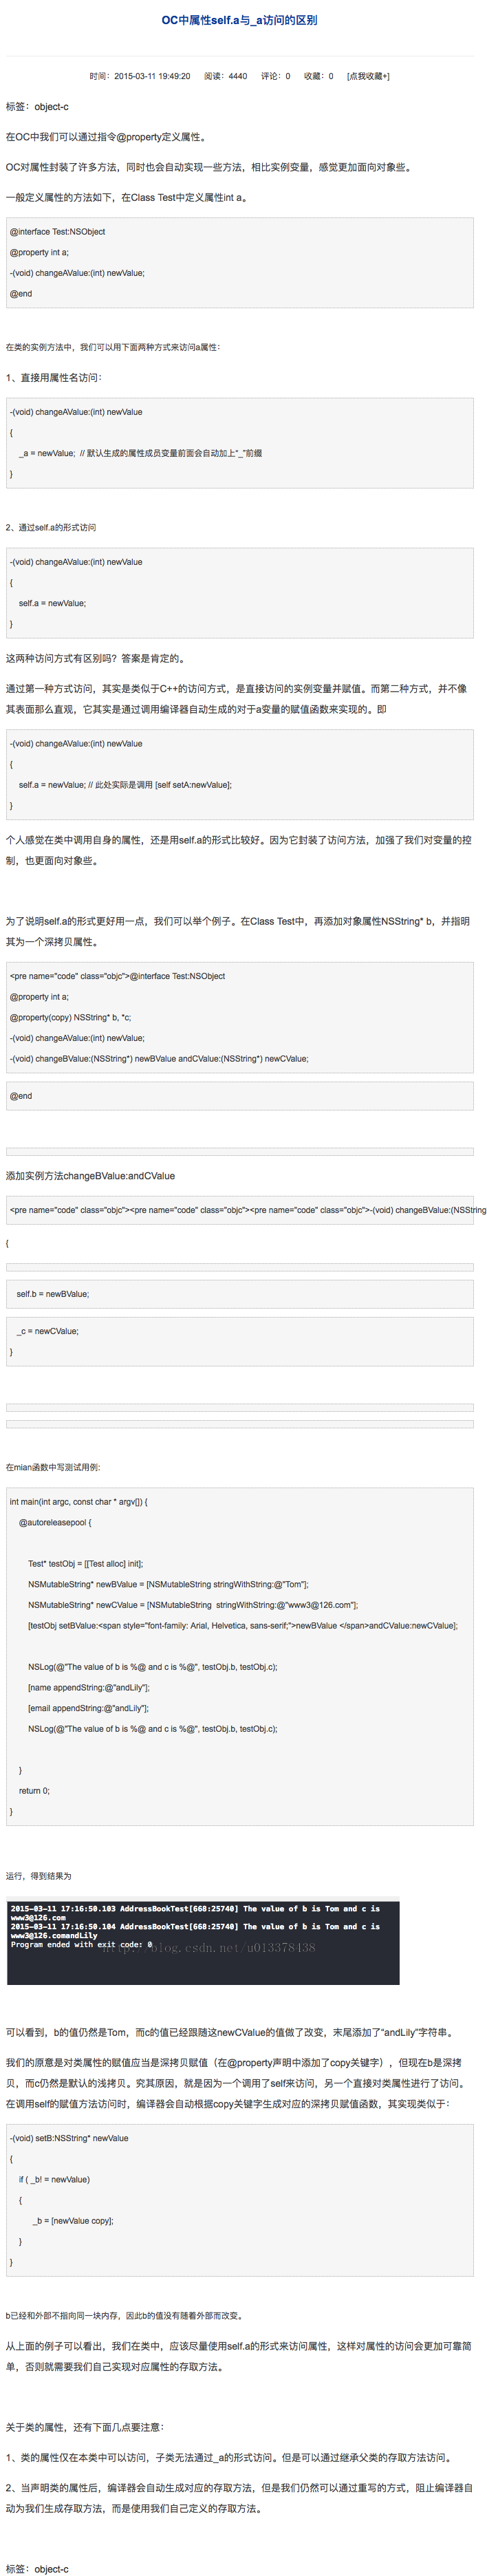 OC中属性self.a与_a访问的区别
时间：2015-03-11 19:49:20 阅读：4440 评论：0 收藏：0 [点我收藏+]
标签：object-c
在OC中我们可以通过指令@property定义属性。
OC对属性封装了许多方法，同时也会自动实现一些方法，相比实例变量，感觉更加面向对象些。
一般定义属性的方法如下，在Class Test中定义属性int a。
@interface Test:NSObject
@property int a;
-(void) changeAValue:(int) newValue;
@end
在类的实例方法中，我们可以用下面两种方式来访问a属性：
1、直接用属性名访问：
-(void) changeAValue:(int) newValue
{
_a = newValue; // 默认生成的属性成员变量前面会自动加上“_”前缀
}
2、通过self.a的形式访问
-(void) changeAValue:(int) newValue
{
self.a = newValue;
}
这两种访问方式有区别吗？答案是肯定的。
通过第一种方式访问，其实是类似于C++的访问方式，是直接访问的实例变量并赋值。而第二种方式，并不像
其表面那么直观，它其实是通过调用编译器自动生成的对于a变量的赋值函数来实现的。即
-(void) changeAValue:(int) newValue
{
self.a = newValue; // 此处实际是调用 [self setA:newValue];
}
个人感觉在类中调用自身的属性，还是用self.a的形式比较好。因为它封装了访问方法，加强了我们对变量的控
制，也更面向对象些。
为了说明self.a的形式更好用一点，我们可以举个例子。在Class Test中，再添加对象属性NSString* b，并指明
其为一个深拷贝属性。
<pre name="code" class="objc">@interface Test:NSObject
@property int a;
@property(copy) NSString* b, *c;
-(void) changeAValue:(int) newValue;
-(void) changeBValue:(NSString*) newBValue andCValue:(NSString*) newCValue;
@end
添加实例方法changeBValue:andCValue
<pre name="code" class="objc"><pre name="code" class="objc"><pre name="code" class="objc">-(void) changeBValue:(NSString
{
self.b = newBValue;
_c = newCValue;
}
在mian函数中写测试用例:
int main(int argc, const char * argv[]) {
@autoreleasepool {
Test* testObj = [[Test alloc] init];
NSMutableString* newBValue = [NSMutableString stringWithString:@"Tom"];
NSMutableString* newCValue = [NSMutableString stringWithString:@"www3@126.com"];
[testObj setBValue:<span style="font-family: Arial, Helvetica, sans-serif;">newBValue </span>andCValue:newCValue];
NSLog(@"The value of b is %@ and c is %@", testObj.b, testObj.c);
[name appendString:@"andLily"];
[email appendString:@"andLily"];
NSLog(@"The value of b is %@ and c is %@", testObj.b, testObj.c);
}
return 0;
}
运行，得到结果为
2015-03-11 17:16:50.103 AddressBookTest[668:25740] The value of b is Tom and c is
www3@126.com
2015-03-11 17:16:50.104 AddressBookTest[668:25740] The value of b is Tom and c is
www3@126.comandLily
Program ended with exit code: 0
http://blog.csdn.net/u013378438
可以看到，b的值仍然是Tom，而c的值已经跟随这newCValue的值做了改变，末尾添加了“andLily”字符串。
我们的原意是对类属性的赋值应当是深拷贝赋值（在@property声明中添加了copy关键字），但现在b是深拷
贝，而c仍然是默认的浅拷贝。究其原因，就是因为一个调用了self来访问，另一个直接对类属性进行了访问。
在调用self的赋值方法访问时，编译器会自动根据copy关键字生成对应的深拷贝赋值函数，其实现类似于：
-(void) setB:NSString* newValue
{
if ( _b! = newValue)
{
_b = [newValue copy];
}
}
b已经和外部不指向同一块内存，因此b的值没有随着外部而改变。
从上面的例子可以看出，我们在类中，应该尽量使用self.a的形式来访问属性，这样对属性的访问会更加可靠简
单，否则就需要我们自己实现对应属性的存取方法。
关于类的属性，还有下面几点要注意：
1、类的属性仅在本类中可以访问，子类无法通过_a的形式访问。但是可以通过继承父类的存取方法访问。
2、当声明类的属性后，编译器会自动生成对应的存取方法，但是我们仍然可以通过重写的方式，阻止编译器自
动为我们生成存取方法，而是使用我们自己定义的存取方法。
标签：object-c